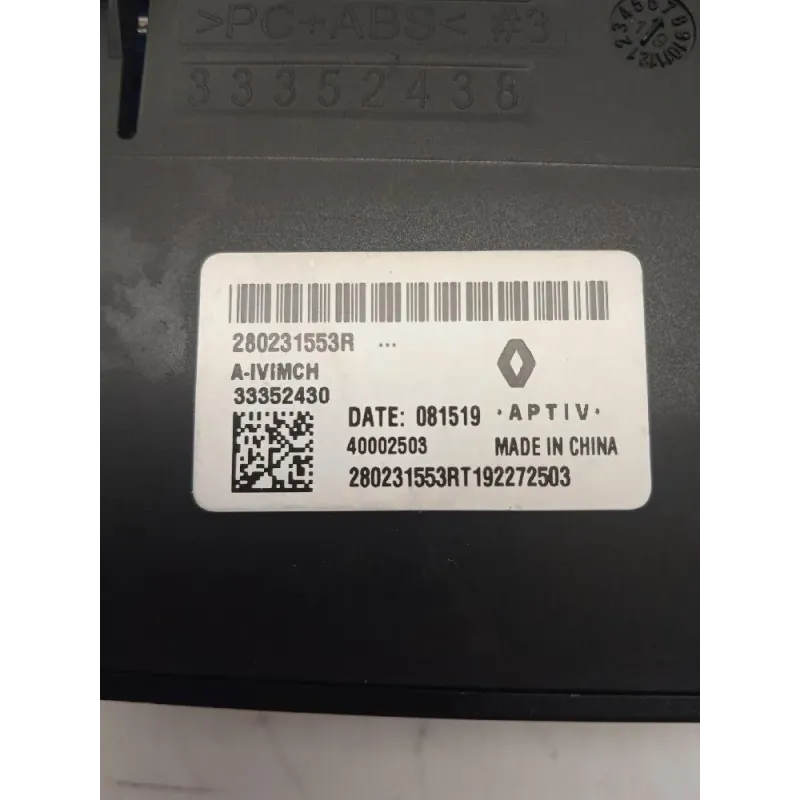 >PC+ABS< #3
33352438
280231553R ...
A-IVIMCH
33352430
DATE: 081519 ·APTIV·
40002503 MADE IN CHINA
280231553RT192272503